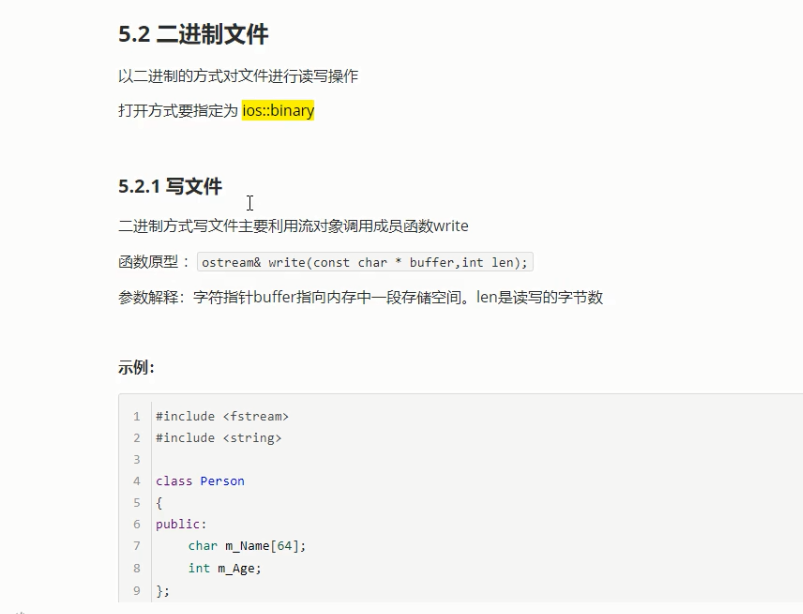 5.2 二进制文件
以二进制的方式对文件进行读写操作
打开方式要指定为 ios::binary
5.2.1 写文件
二进制方式写文件主要利用流对象调用成员函数write
函数原型 ：ostream& write(const char * buffer,int len);
参数解释：字符指针buffer指向内存中一段存储空间。len是读写的字节数
示例：
1 #include <fstream>
2 #include <string>
3
4 class Person
5 {
6 public:
7 char m_Name[64];
8 int m_Age;
9 };